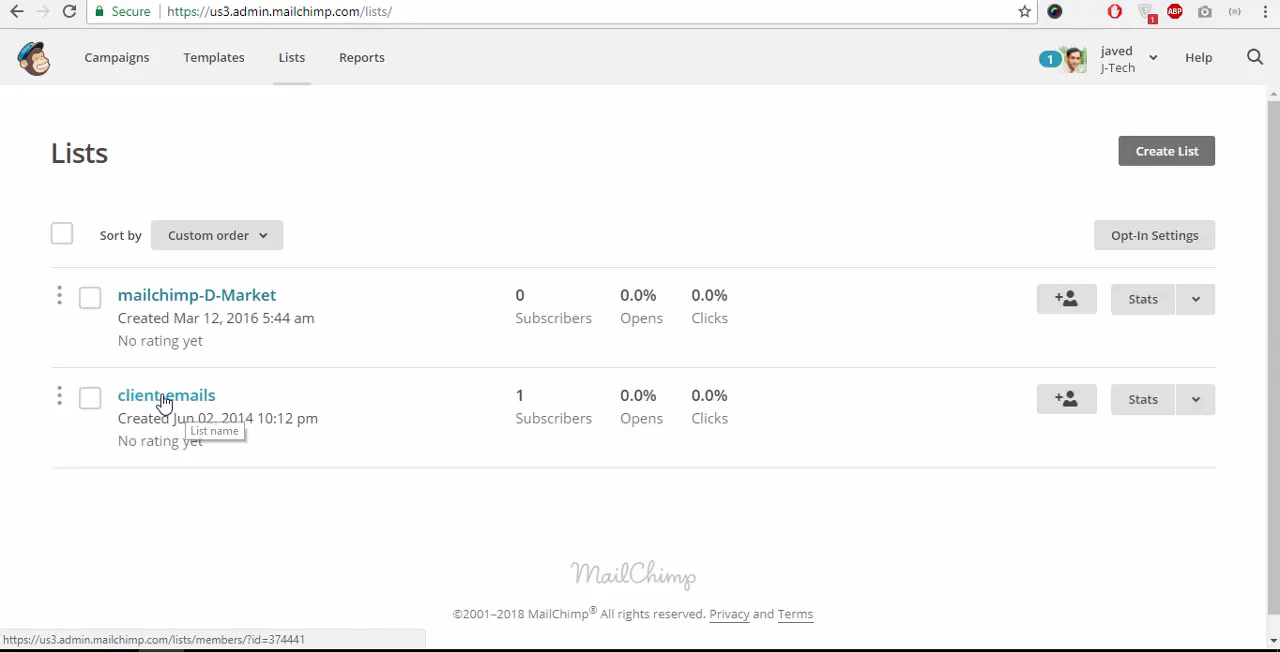 Secure https://us3.admin.mailchimp.com/lists/
1 ABP
Campaigns Templates Lists Reports 1 javed Help
J-Tech
Lists Create List
Sort by Custom order Opt-In Settings
mailchimp-D-Market 0 0.0% 0.0% Stats
Created Mar 12, 2016 5:44 am Subscribers Opens Clicks
No rating yet
client emails 1 0.0% 0.0% Stats
Created Jun 02, 2014 10:12 pm Subscribers Opens Clicks
List name
No rating yet
MailChimp
©2001–2018 MailChimp® All rights reserved. Privacy and Terms
https://us3.admin.mailchimp.com/lists/members/?id=374441